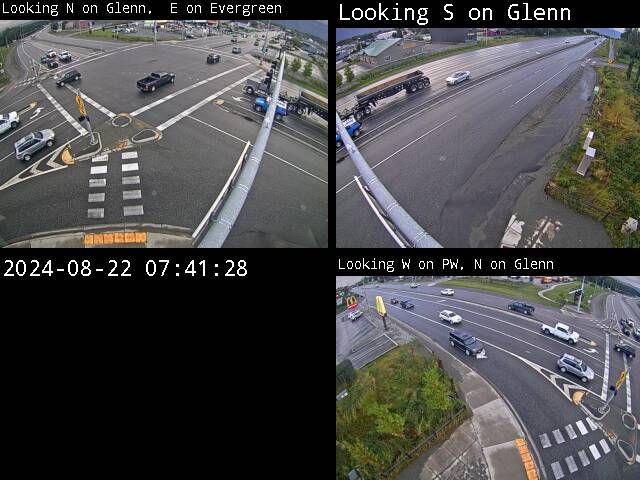 Looking N on Glenn, E on Evergreen
Looking S on Glenn
2024-08-22 07:41:28
Looking W on PW, N on Glenn